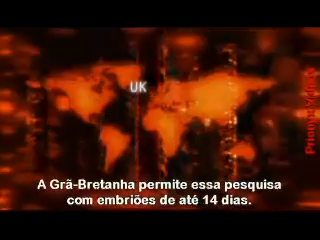 UK
A Grã-Bretanha permite essa pesquisa
com embriões de até 14 dias.